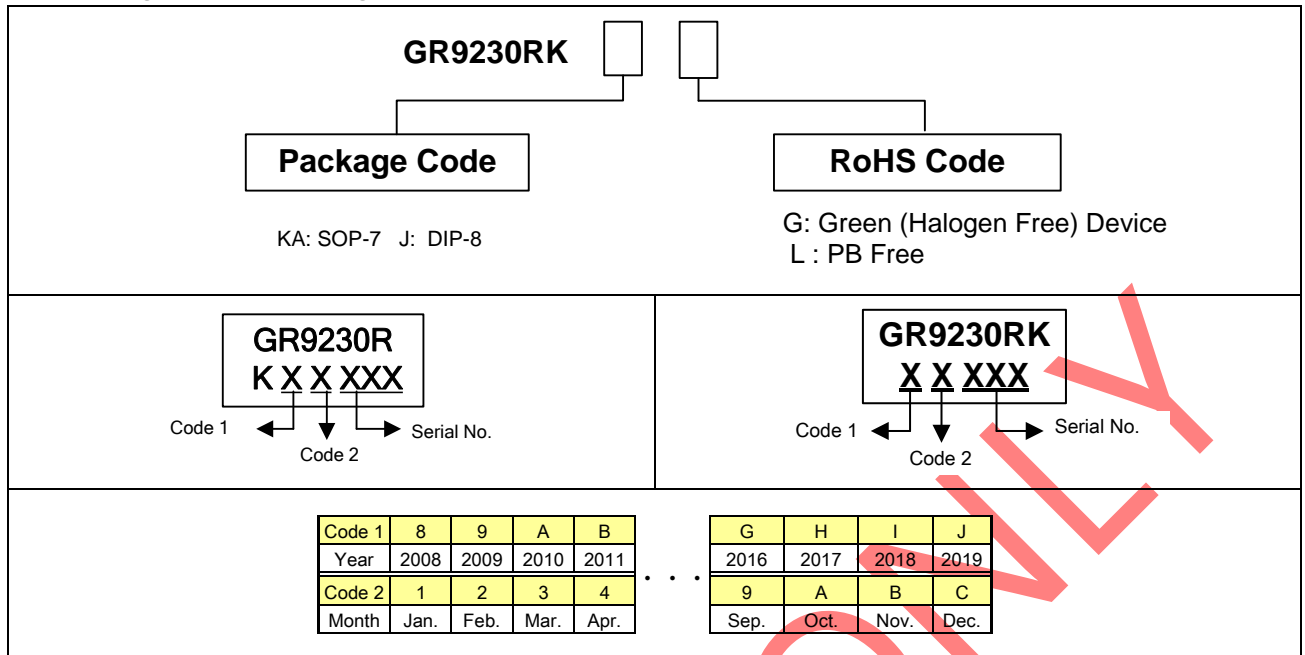 GR9230RK
Package Code
RoHS Code
KA: SOP-7 J: DIP-8
G: Green (Halogen Free) Device
L : PB Free
GR9230R
K X X XXX
Code 1
Code 2
Serial No.
GR9230RK
X X XXX
Code 1
Code 2
Serial No.
Code 1 8 9 A B . . . G H I J
Year 2008 2009 2010 2011 2016 2017 2018 2019
Code 2 1 2 3 4 9 A B C
Month Jan. Feb. Mar. Apr. Sep. Oct. Nov. Dec.
ONLY